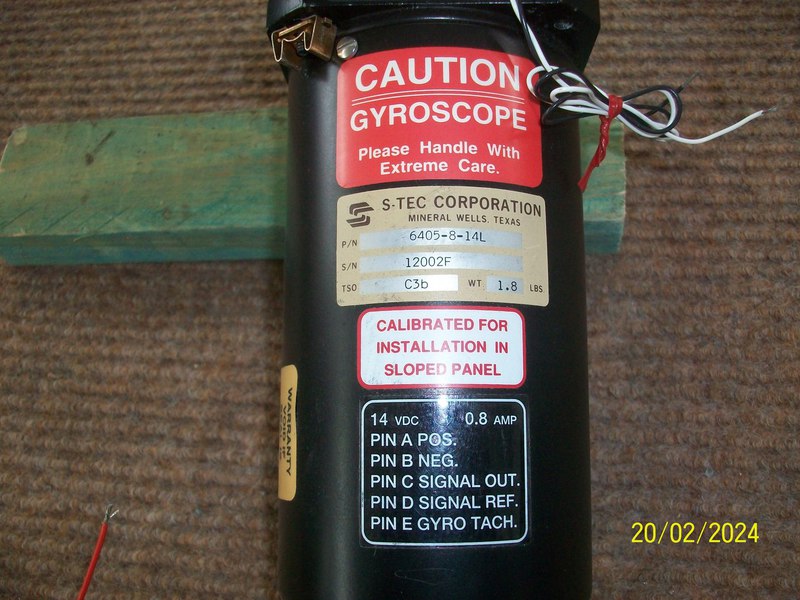 CAUTION
GYROSCOPE
Please Handle With
Extreme Care.
S-TEC CORPORATION
MINERAL WELLS, TEXAS
P/N 6405-8-14L
S/N 12002F
TSO C3b WT. 1.8 LBS
CALIBRATED FOR
INSTALLATION IN
SLOPED PANEL
WARRANTY
VOID IF
14 VDC 0.8 AMP
PIN A POS.
PIN B NEG.
PIN C SIGNAL OUT.
PIN D SIGNAL REF.
PIN E GYRO TACH.
20/02/2024